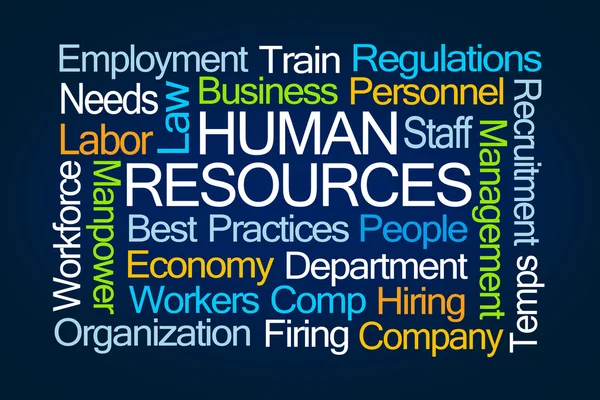 Employment Train Regulations
Needs Law Business Personnel
Labor HUMAN Staff
RESOURCES
Workforce
Manpower
Recruitment
Management
Best Practices People
Economy Department
Workers Comp Hiring
Temps
Organization Firing Company